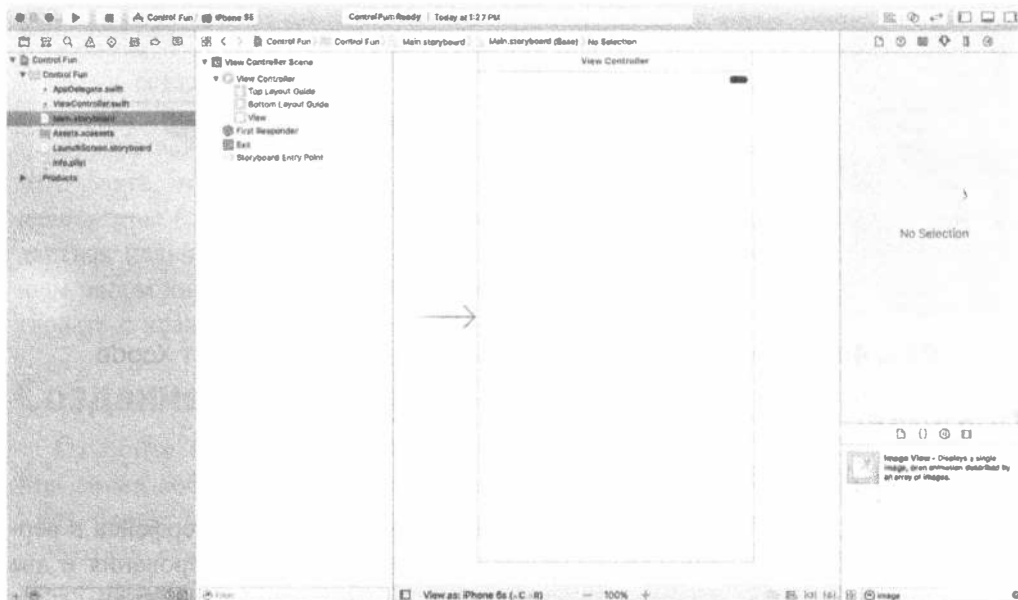 Control Fun iPhone SE Control Fun: Ready | Today at 1:27 PM
Control Fun Control Fun Main.storyboard Main.storyboard (Base) No Selection
Control Fun
Control Fun
AppDelegate.swift
ViewController.swift
Main.storyboard
Assets.xcassets
LaunchScreen.storyboard
Info.plist
Products
View Controller Scene
View Controller
Top Layout Guide
Bottom Layout Guide
View
First Responder
Exit
Storyboard Entry Point
View Controller
No Selection
Image View - Displays a single
image, or an animation described by
an array of images.
Filter
View as: iPhone 6s (C R) — 100% +
image